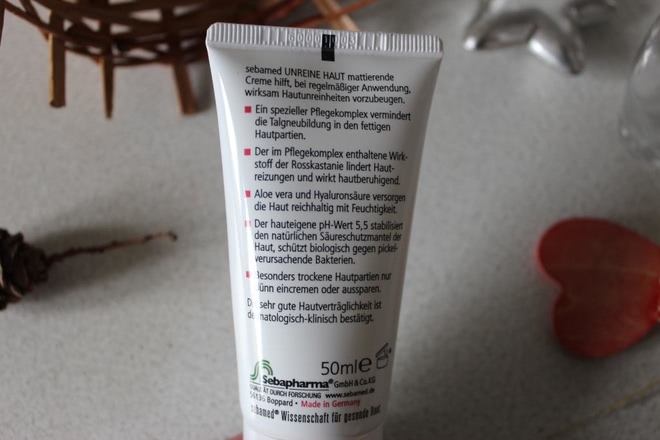 sebamed UNREINE HAUT mattierende
Creme hilft, bei regelmäßiger Anwendung,
wirksam Hautunreinheiten vorzubeugen.
Ein spezieller Pflegekomplex vermindert
die Talgneubildung in den fettigen
Hautpartien.
Der im Pflegekomplex enthaltene Wirk-
stoff der Rosskastanie lindert Haut-
reizungen und wirkt hautberuhigend.
Aloe vera und Hyaluronsäure versorgen
die Haut reichhaltig mit Feuchtigkeit.
Der hauteigene pH-Wert 5,5 stabilisiert
den natürlichen Säureschutzmantel der
Haut, schützt biologisch gegen pickel-
verursachende Bakterien.
Besonders trockene Hautpartien nur
dünn eincremen oder aussparen.
Die sehr gute Hautverträglichkeit ist
dermatologisch-klinisch bestätigt.
50ml e
Sebapharma® GmbH & Co.KG
QUALITÄT DURCH FORSCHUNG www.sebamed.de
56136 Boppard • Made in Germany
sebamed® Wissenschaft für gesunde Haut